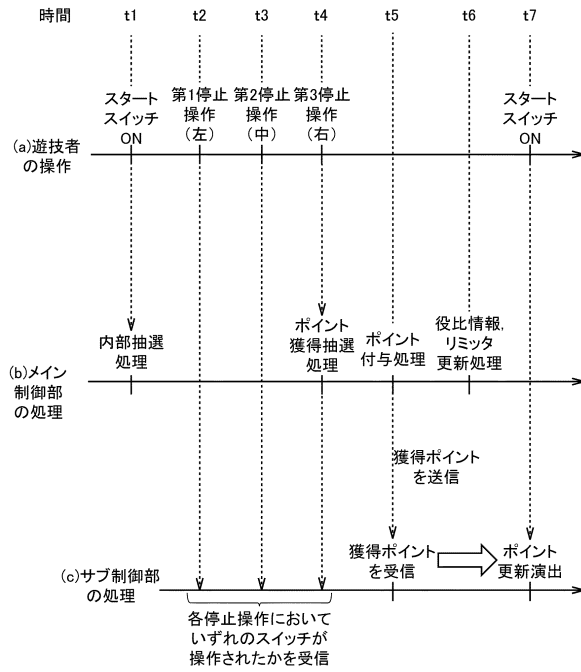 時間 t1 t2 t3 t4 t5 t6 t7
スタート
スイッチ
ON
第1停止
操作
(左)
第2停止
操作
(中)
第3停止
操作
(右)
スタート
スイッチ
ON
(a)遊技者
の操作
内部抽選
処理
ポイント
獲得抽選
処理
ポイント
付与処理
役比情報,
リミッタ
更新処理
(b)メイン
制御部
の処理
獲得ポイント
を送信
獲得ポイント
を受信
ポイント
更新演出
(c)サブ制御部
の処理
各停止操作において
いずれのスイッチが
操作されたかを受信